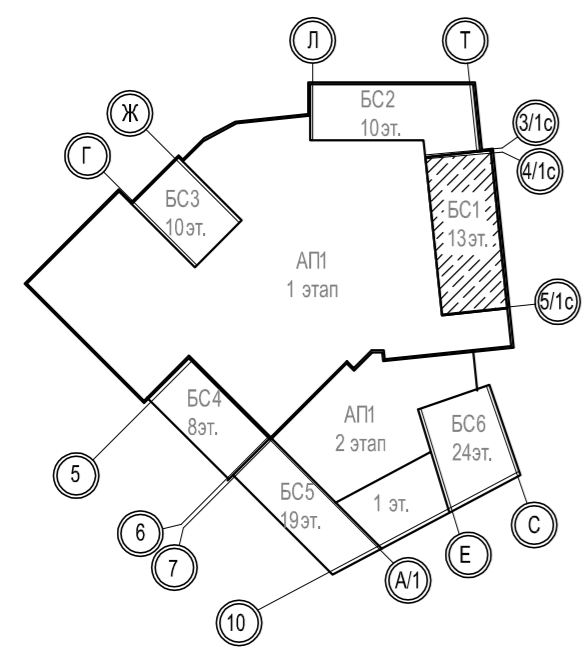 Л
Т
Ж
Г
БС2
10эт.
3/1с
4/1с
БС3
10эт.
БС1
13эт.
АП1
1 этап
5/1с
БС4
8эт.
АП1
2 этап
БС6
24эт.
5
БС5
19эт.
1 эт.
6
7
С
Е
А/1
10